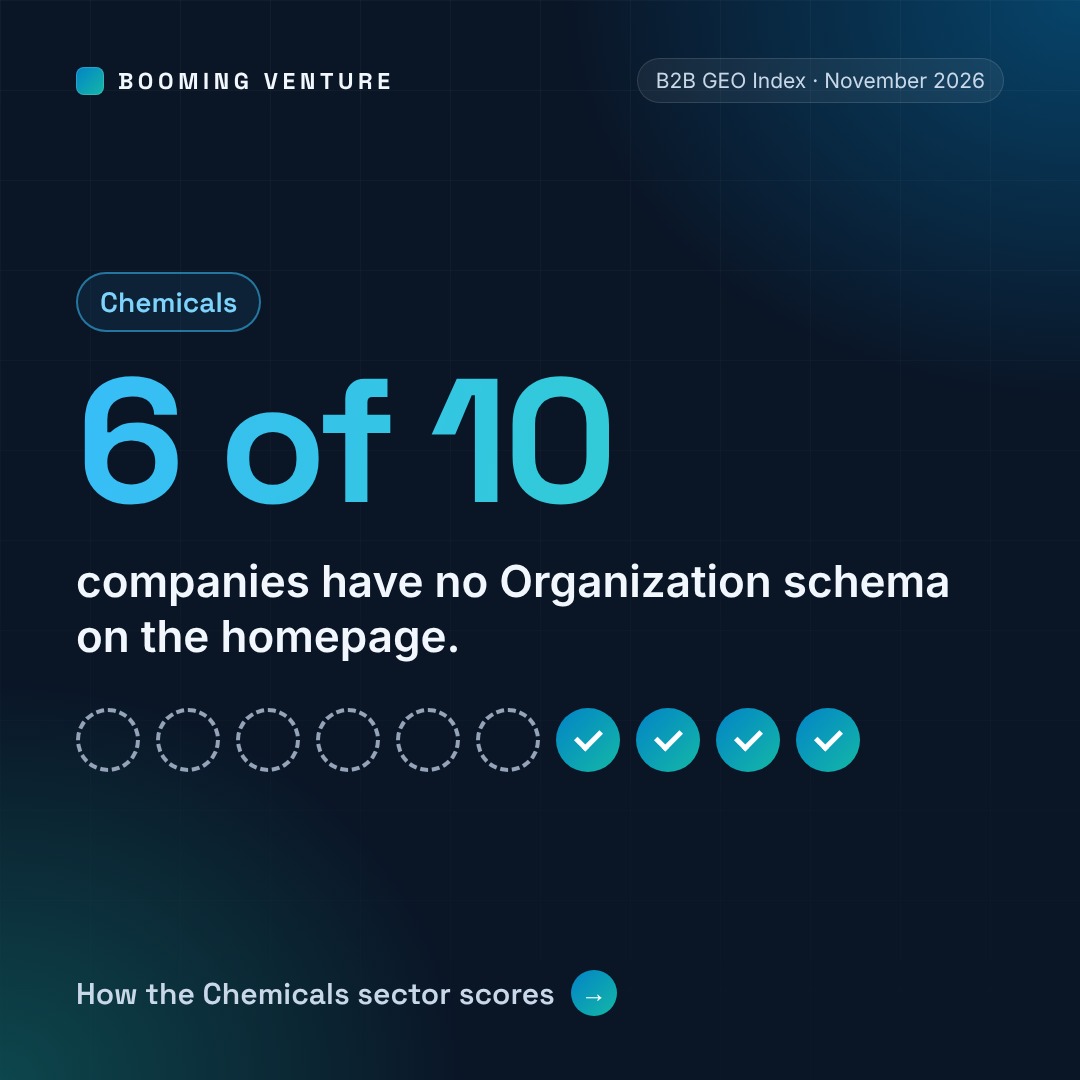 BOOMING VENTURE
B2B GEO Index · November 2026
Chemicals
6 of 10
companies have no Organization schema
on the homepage.
How the Chemicals sector scores →